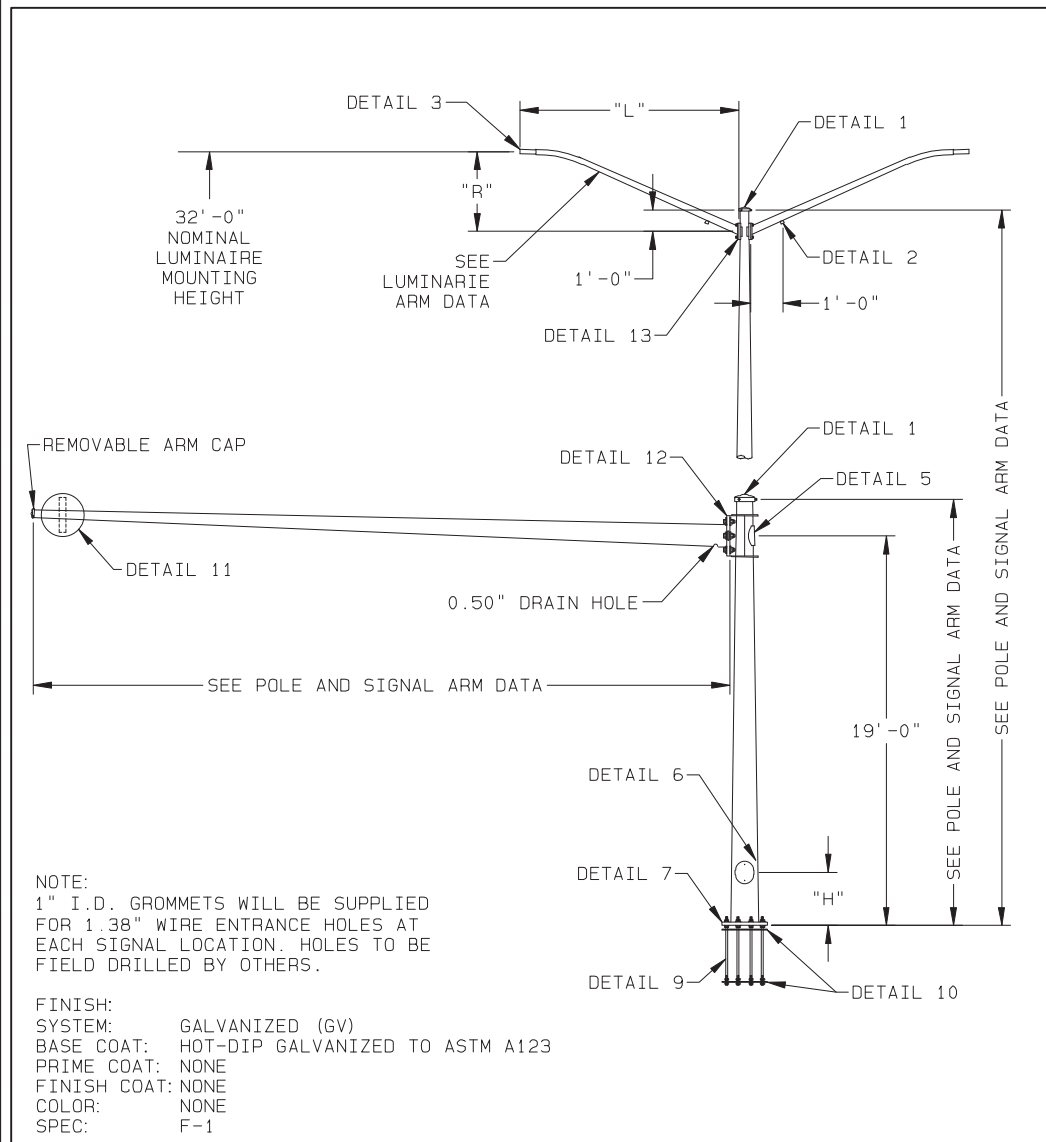 DETAIL 3
"L"
DETAIL 1
"R"
32'-0"
NOMINAL
LUMINAIRE
MOUNTING
HEIGHT
SEE
LUMINARIE
ARM DATA
1'-0"
DETAIL 2
1'-0"
DETAIL 13
REMOVABLE ARM CAP
DETAIL 1
DETAIL 12
DETAIL 5
DETAIL 11
0.50" DRAIN HOLE
SEE POLE AND SIGNAL ARM DATA
19'-0"
SEE POLE AND SIGNAL ARM DATA
SEE POLE AND SIGNAL ARM DATA
DETAIL 6
DETAIL 7
"H"
DETAIL 9
DETAIL 10
NOTE:
1" I.D. GROMMETS WILL BE SUPPLIED
FOR 1.38" WIRE ENTRANCE HOLES AT
EACH SIGNAL LOCATION. HOLES TO BE
FIELD DRILLED BY OTHERS.
FINISH:
SYSTEM: GALVANIZED (GV)
BASE COAT: HOT-DIP GALVANIZED TO ASTM A123
PRIME COAT: NONE
FINISH COAT: NONE
COLOR: NONE
SPEC: F-1